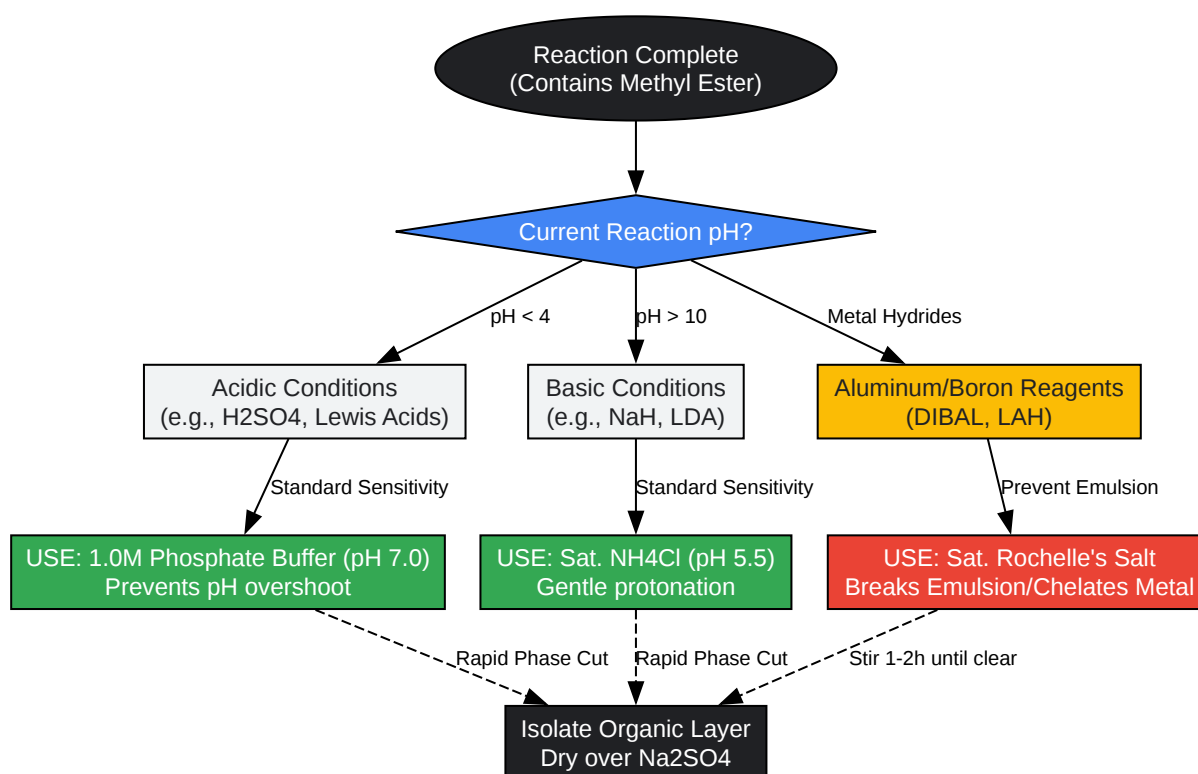 Reaction Complete
(Contains Methyl Ester)
Current Reaction pH?
pH < 4
pH > 10
Metal Hydrides
Acidic Conditions
(e.g., H2SO4, Lewis Acids)
Basic Conditions
(e.g., NaH, LDA)
Aluminum/Boron Reagents
(DIBAL, LAH)
Standard Sensitivity
Standard Sensitivity
Prevent Emulsion
USE: 1.0M Phosphate Buffer (pH 7.0)
Prevents pH overshoot
USE: Sat. NH4Cl (pH 5.5)
Gentle protonation
USE: Sat. Rochelle's Salt
Breaks Emulsion/Chelates Metal
Rapid Phase Cut
Rapid Phase Cut
Stir 1-2h until clear
Isolate Organic Layer
Dry over Na2SO4